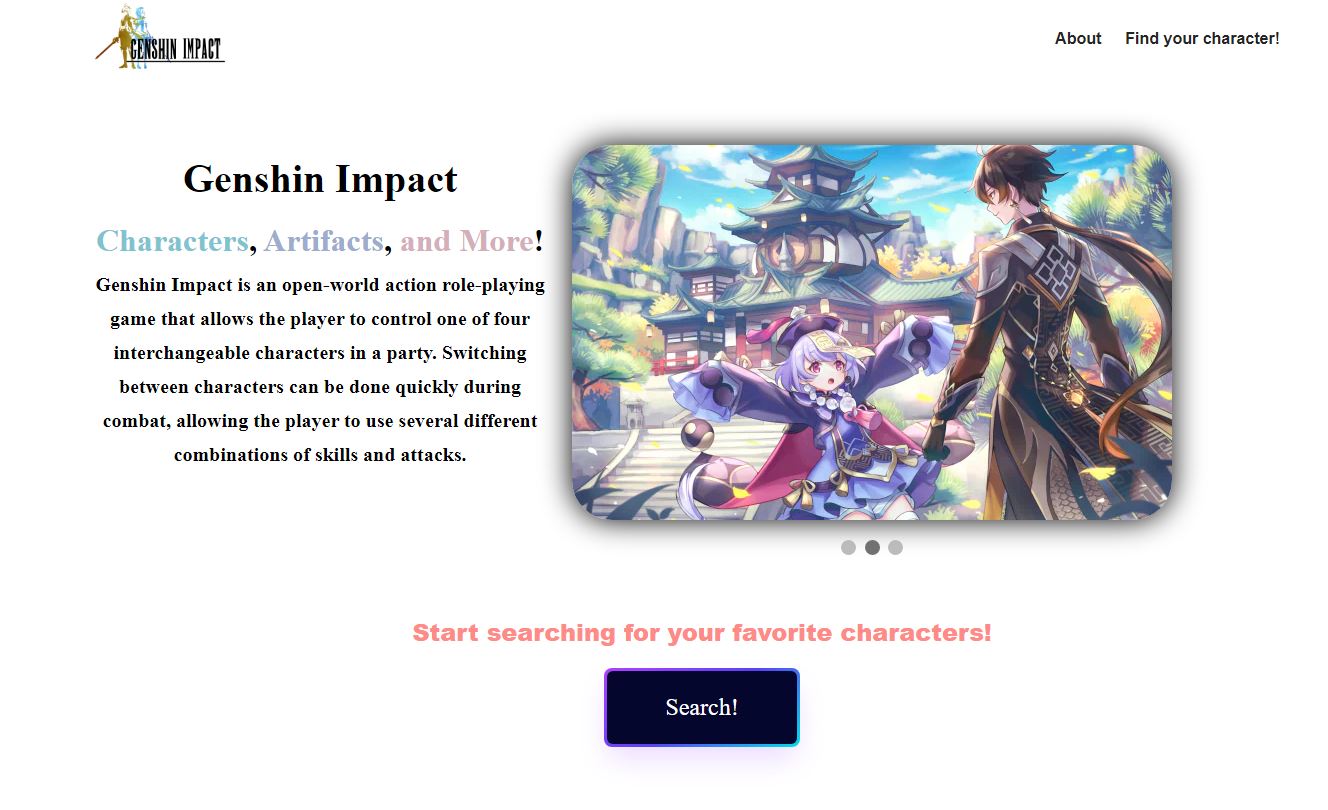 GENSHIN IMPACT
About
Find your character!
Genshin Impact
Characters, Artifacts, and More!
Genshin Impact is an open-world action role-playing
game that allows the player to control one of four
interchangeable characters in a party. Switching
between characters can be done quickly during
combat, allowing the player to use several different
combinations of skills and attacks.
Start searching for your favorite characters!
Search!